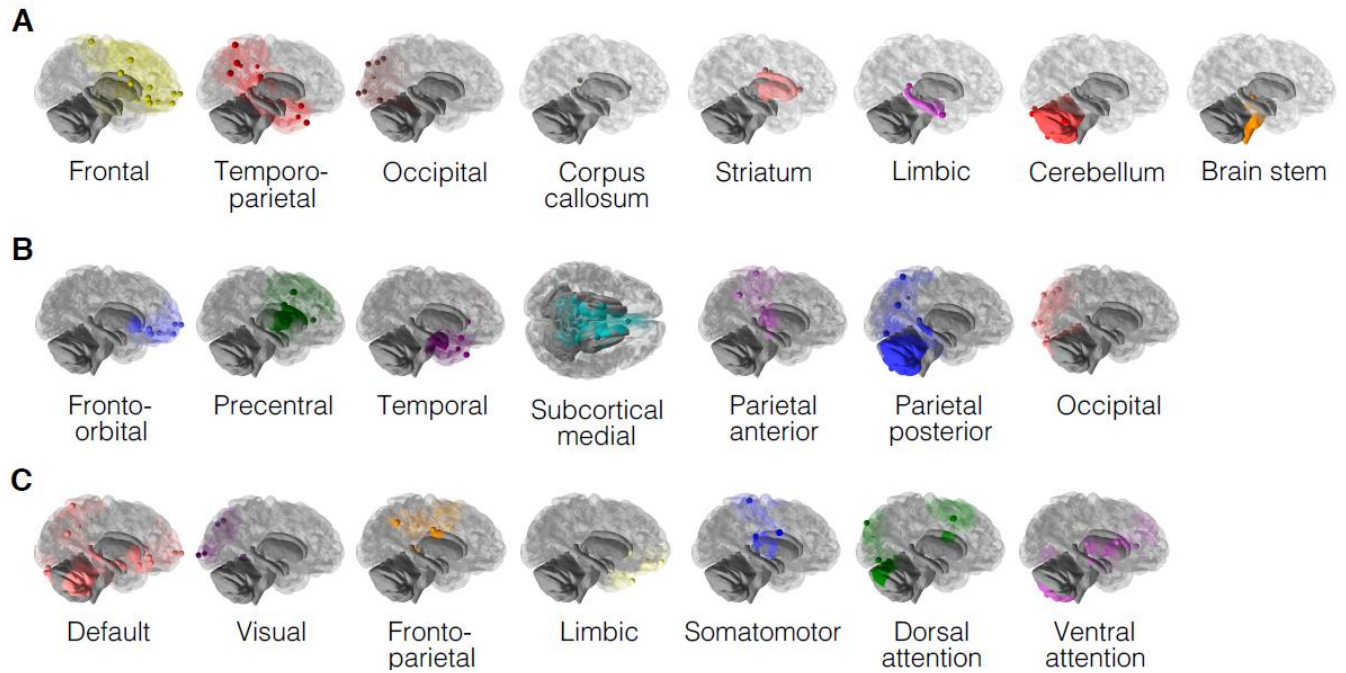 A
Frontal
Temporo-
parietal
Occipital
Corpus
callosum
Striatum
Limbic
Cerebellum
Brain stem
B
Fronto-
orbital
Precentral
Temporal
Subcortical
medial
Parietal
anterior
Parietal
posterior
Occipital
C
Default
Visual
Fronto-
parietal
Limbic
Somatomotor
Dorsal
attention
Ventral
attention